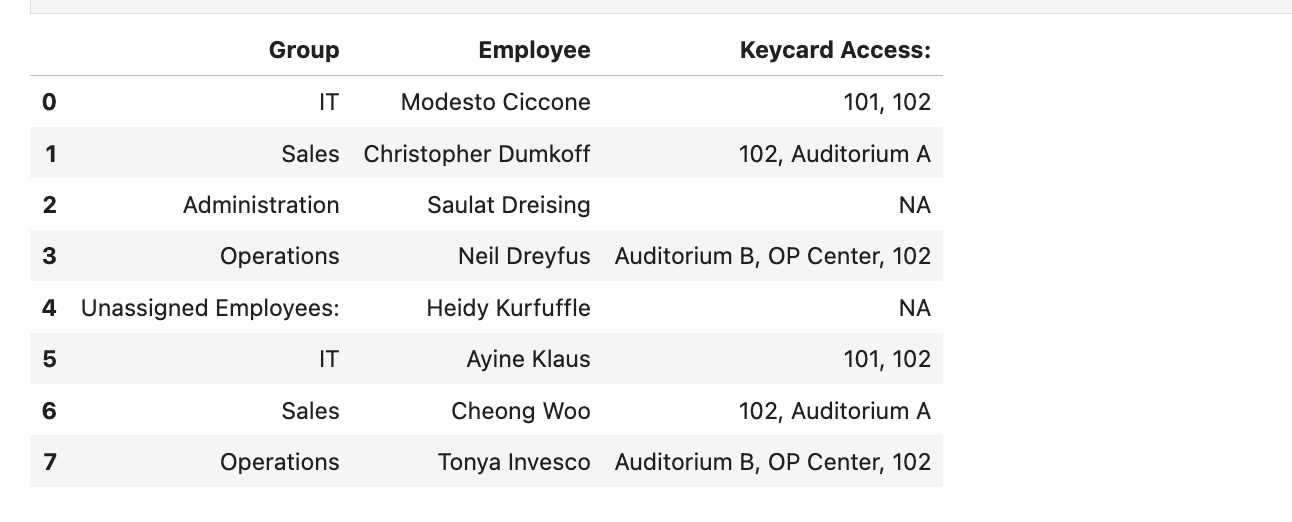 Group Employee Keycard Access:
0 IT Modesto Ciccone 101, 102
1 Sales Christopher Dumkoff 102, Auditorium A
2 Administration Saulat Dreising NA
3 Operations Neil Dreyfus Auditorium B, OP Center, 102
4 Unassigned Employees: Heidy Kurfuffle NA
5 IT Ayine Klaus 101, 102
6 Sales Cheong Woo 102, Auditorium A
7 Operations Tonya Invesco Auditorium B, OP Center, 102